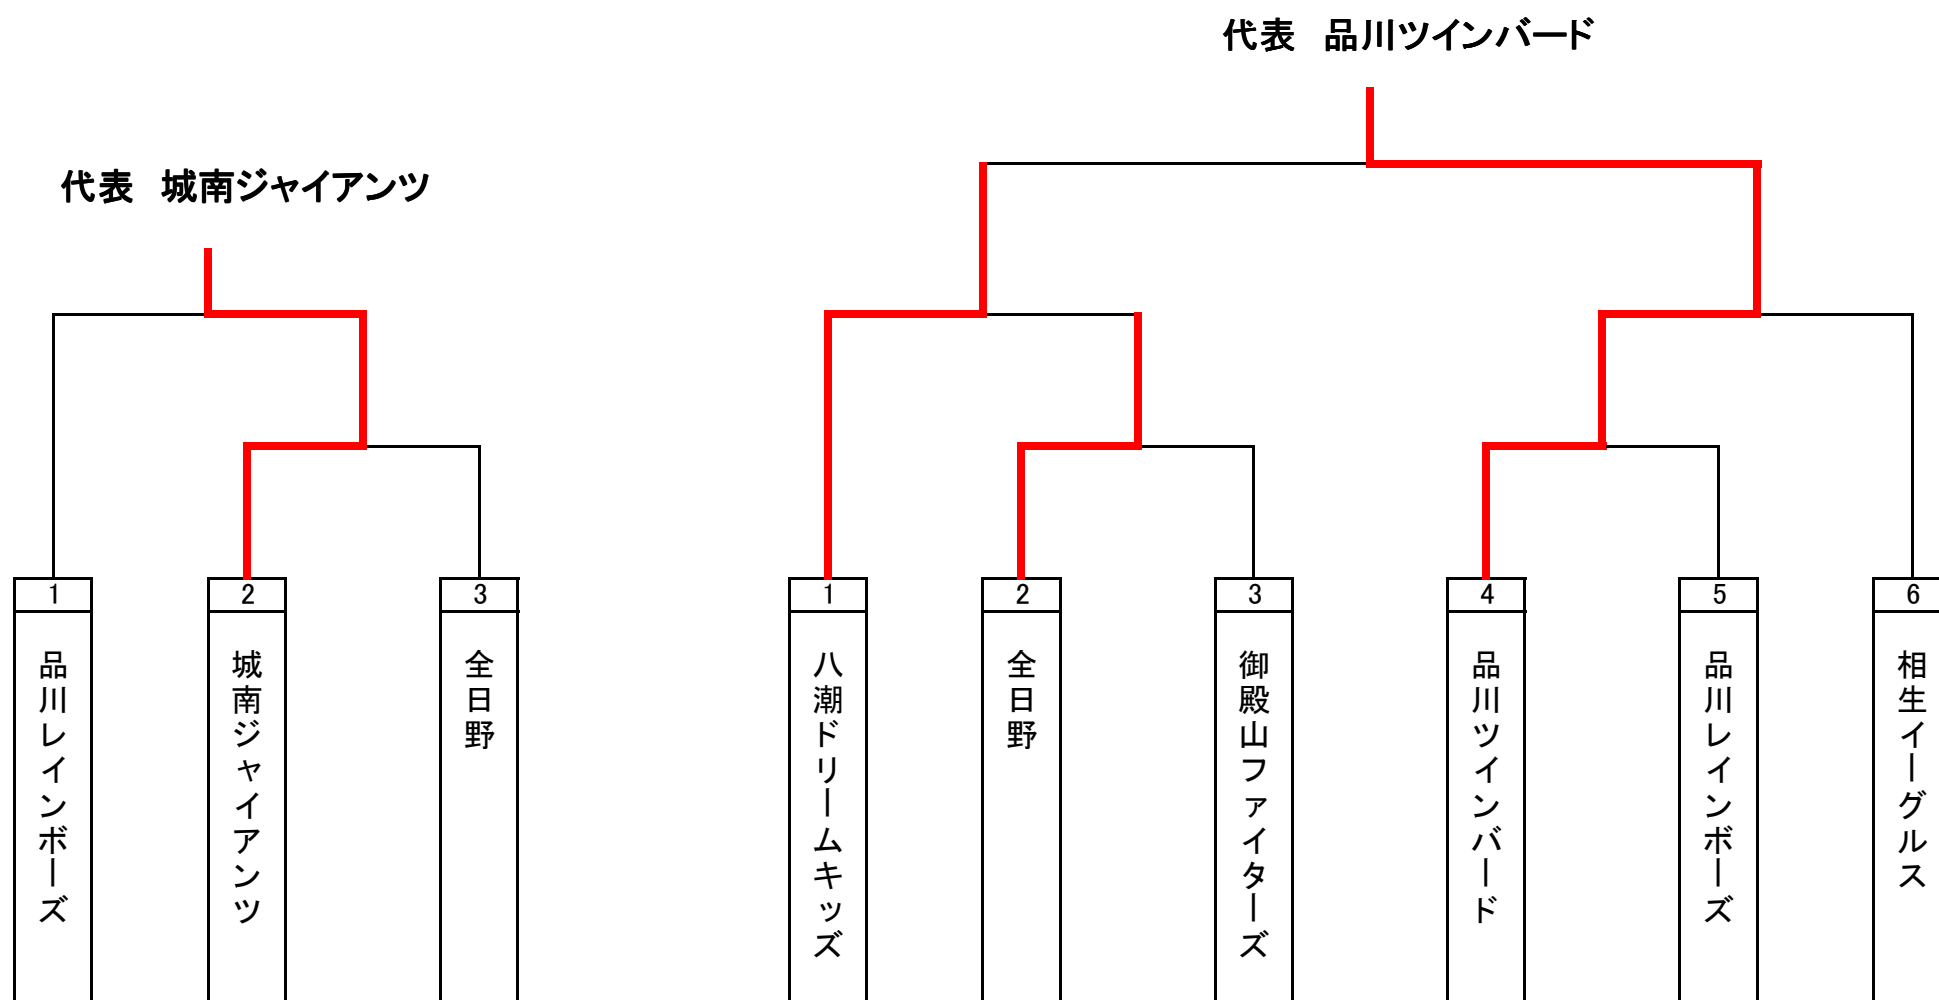 代表　品川ツインバード
代表　城南ジャイアンツ
1
2
3
1
2
3
4
5
6
品川レインボーズ
城南ジャイアンツ
全日野
八潮ドリームキッズ
全日野
御殿山ファイターズ
品川ツインバード
品川レインボーズ
相生イーグルス